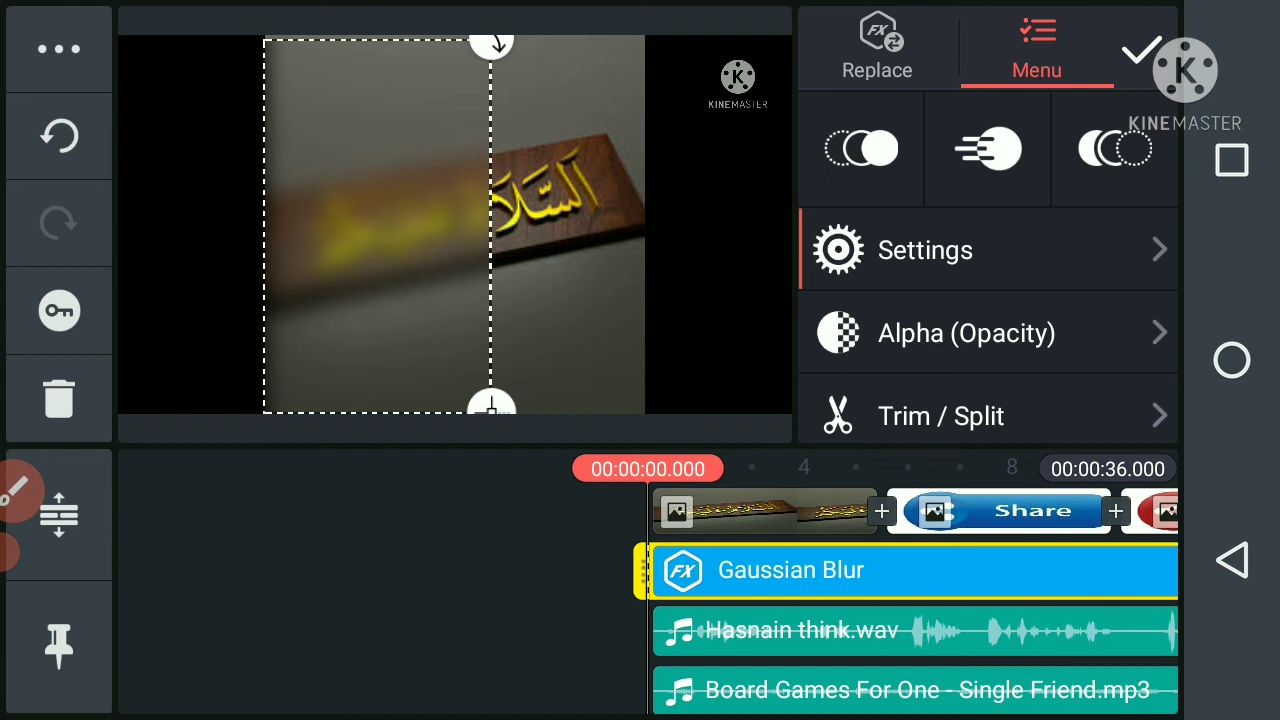 Replace
Menu
KINEMASTER
KINEMASTER
Settings
Alpha (Opacity)
Trim / Split
00:00:00.000
4
8
00:00:36.000
Share
Gaussian Blur
Hasnain think.wav
Board Games For One - Single Friend.mp3